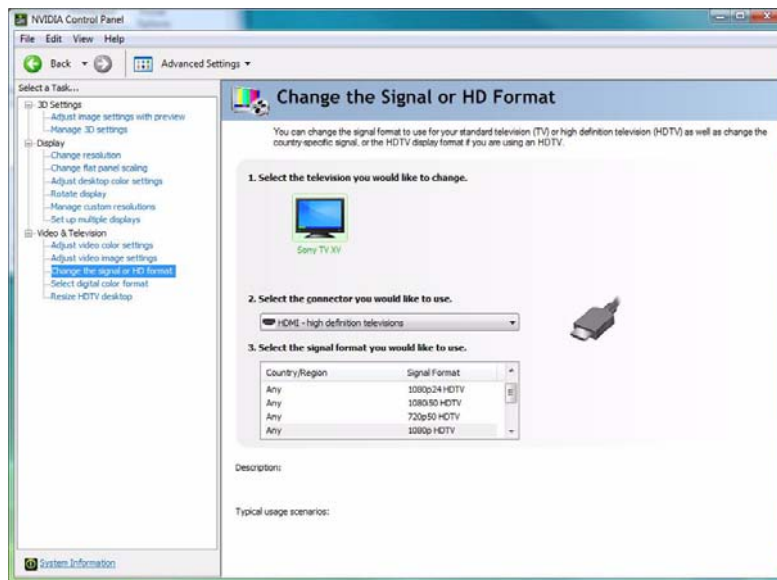 NVIDIA Control Panel
File Edit View Help
Back Advanced Settings
Select a Task...
3D Settings
Adjust image settings with preview
Manage 3D settings
Display
Change resolution
Change flat panel scaling
Adjust desktop color settings
Rotate display
Manage custom resolutions
Set up multiple displays
Video & Television
Adjust video color settings
Adjust video image settings
Change the signal or HD format
Select digital color format
Resize HDTV desktop
System Information
Change the Signal or HD Format
You can change the signal format to use for your standard television (TV) or high definition television (HDTV) as well as change the
country-specific signal, or the HDTV display format if you are using an HDTV.
1. Select the television you would like to change.
Sony TV XV
2. Select the connector you would like to use.
HDMI - high definition televisions
3. Select the signal format you would like to use.
Country/Region Signal Format
Any 1080p24 HDTV
Any 1080i50 HDTV
Any 720p50 HDTV
Any 1080p HDTV
Description:
Typical usage scenarios: